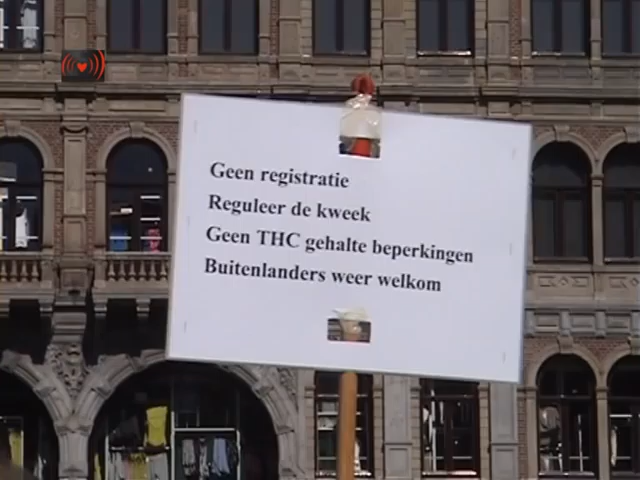 Geen registratie
Reguleer de kweek
Geen THC gehalte beperkingen
Buitenlanders weer welkom